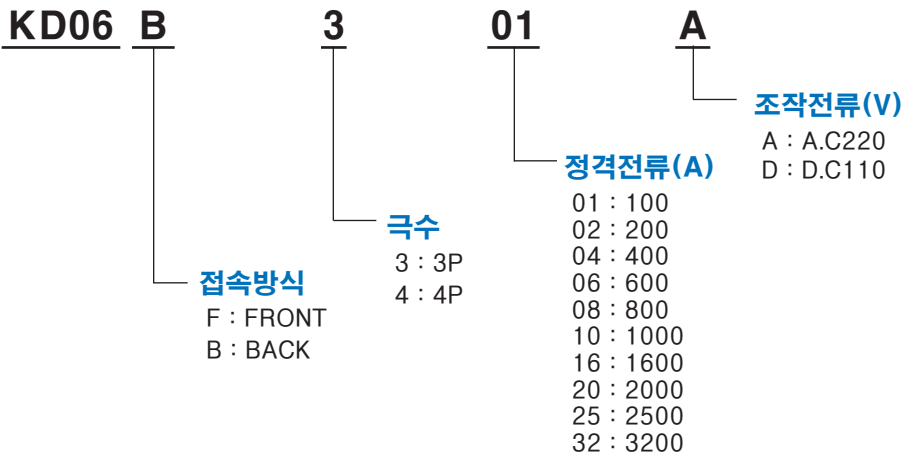 KD06 B 3 01 A
조작전류(V)
A : A.C220
D : D.C110
정격전류(A)
01 : 100
02 : 200
04 : 400
06 : 600
08 : 800
10 : 1000
16 : 1600
20 : 2000
25 : 2500
32 : 3200
극수
3 : 3P
4 : 4P
접속방식
F : FRONT
B : BACK